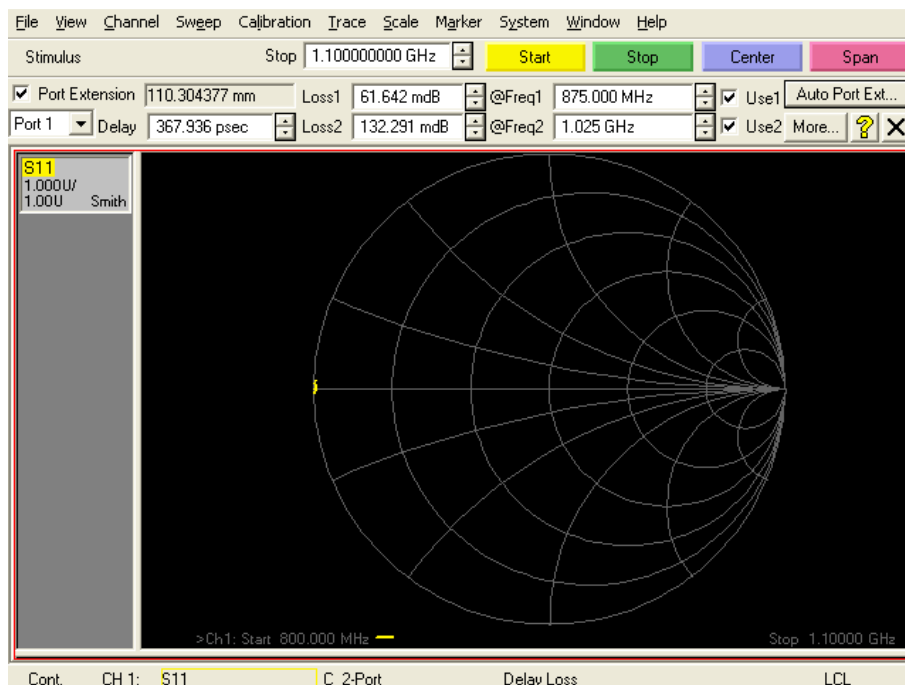 File View Channel Sweep Calibration Trace Scale Marker System Window Help
Stimulus Stop 1.100000000 GHz Start Stop Center Span
Port Extension 110.304377 mm Loss1 61.642 mdB @Freq1 875.000 MHz Use1 Auto Port Ext...
Port 1 Delay 367.936 psec Loss2 132.291 mdB @Freq2 1.025 GHz Use2 More... ? X
S11
1.000U/
1.00U Smith
>Ch1: Start 800.000 MHz Stop 1.10000 GHz
Cont. CH 1: S11 C 2-Port Delay Loss LCL